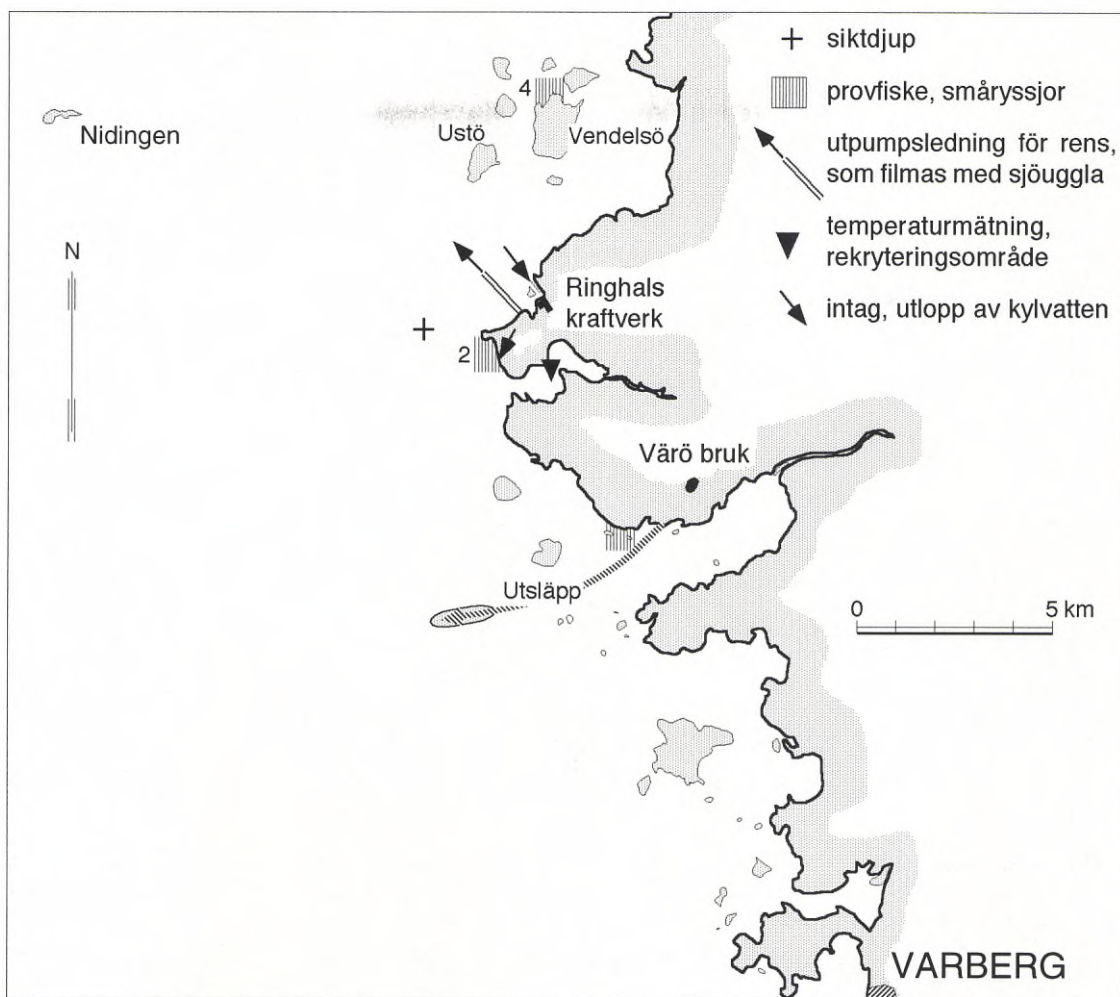 + siktdjup
provfiske, småryssjor
utpumpsledning för rens,
som filmas med sjöuggla
temperaturmätning,
rekryteringsområde
intag, utlopp av kylvatten
4
Nidingen
Ustö
Vendelsö
N
Ringhals
kraftverk
+
2
Värö bruk
Utsläpp
0 5 km
VARBERG